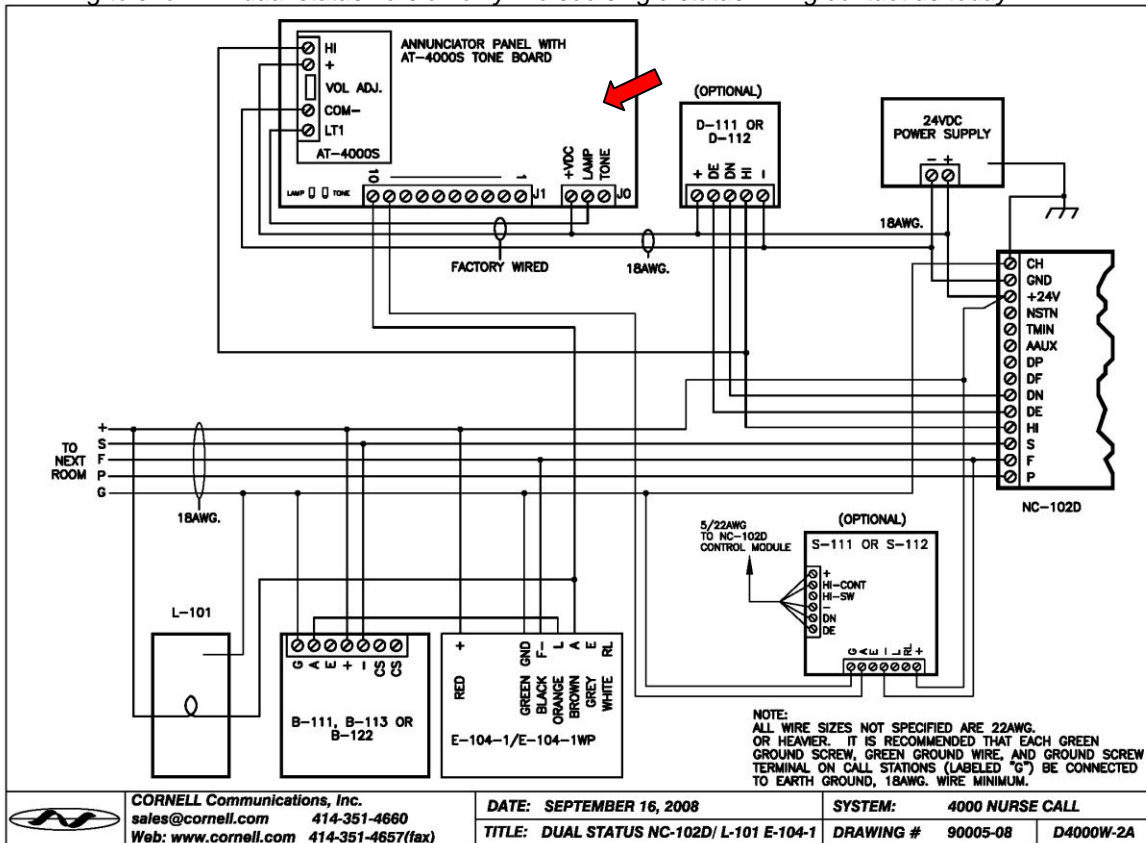 HI
+
VOL ADJ.
COM-
LT1
AT-4000S
ANNUNCIATOR PANEL WITH
AT-4000S TONE BOARD
LAMP TONE
10
1
J1
+VDC
LAMP
TONE
J0
(OPTIONAL)
D-111 OR
D-112
+
DE
DN
HI
-
24VDC
POWER SUPPLY
- +
18AWG.
FACTORY WIRED
18AWG.
CH
GND
+24V
NSTN
TMIN
AAUX
DP
DF
DN
DE
HI
S
F
P
NC-102D
TO
NEXT
ROOM
+
S
F
P
G
18AWG.
L-101
G
A
E
+
-
CS
CS
B-111, B-113 OR
B-122
+
GND
F-
L
A
E
RL
RED
GREEN
BLACK
ORANGE
BROWN
GREY
WHITE
E-104-1/E-104-1WP
5/22AWG
TO NC-102D
CONTROL MODULE
(OPTIONAL)
S-111 OR S-112
+
HI-CONT
HI-SW
-
DN
DE
G
A
E
-
L
RL
+
NOTE:
ALL WIRE SIZES NOT SPECIFIED ARE 22AWG.
OR HEAVIER. IT IS RECOMMENDED THAT EACH GREEN
GROUND SCREW, GREEN GROUND WIRE, AND GROUND SCREW
TERMINAL ON CALL STATIONS (LABELED "G") BE CONNECTED
TO EARTH GROUND, 18AWG. WIRE MINIMUM.
CORNELL Communications, Inc.
sales@cornell.com 414-351-4660
Web: www.cornell.com 414-351-4657(fax)
DATE: SEPTEMBER 16, 2008
SYSTEM: 4000 NURSE CALL
TITLE: DUAL STATUS NC-102D/ L-101 E-104-1
DRAWING # 90005-08
D4000W-2A